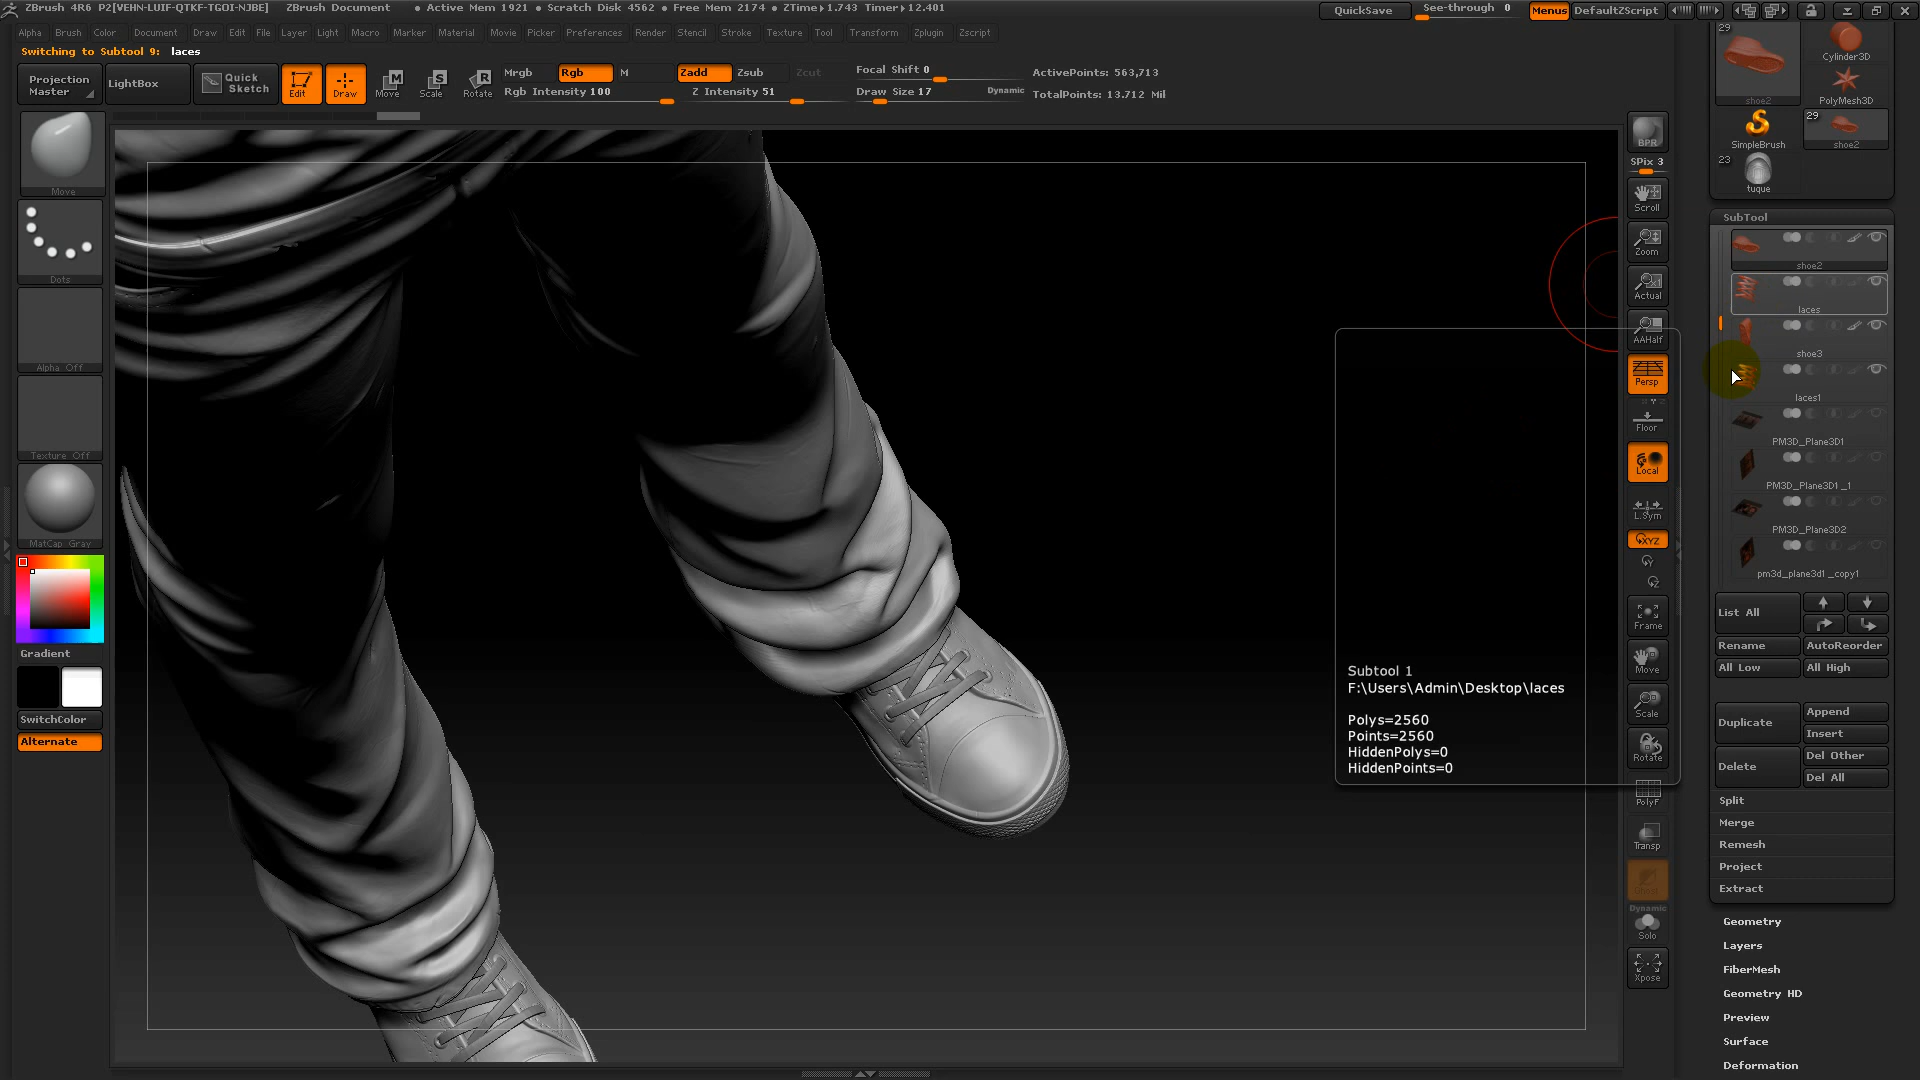 ZBrush 4R6 P2[VEHN-LUIF-QTKF-TGOI-NJBE] ZBrush Document • Active Mem 1921 • Scratch Disk 4562 • Free Mem 2174 • ZTime▸1.743 Timer▸12.401 QuickSave See-through 0 Menus DefaultZScript
Alpha Brush Color Document Draw Edit File Layer Light Macro Marker Material Movie Picker Preferences Render Stencil Stroke Texture Tool Transform Zplugin Zscript
Switching to Subtool 9: laces
Projection Master
LightBox
Quick Sketch
Edit
Draw
Move
Scale
Rotate
Mrgb Rgb M Zadd Zsub Zcut
Rgb Intensity 100 Z Intensity 51
Focal Shift 0
Draw Size 17 Dynamic
ActivePoints: 563,713
TotalPoints: 13.712 Mil
Move
Dots
Alpha Off
Texture Off
MatCap Gray
Gradient
SwitchColor
Alternate
BPR
SPix 3
Scroll
Zoom
Actual
AAHalf
Persp
Floor
Local
L.Sym
XYZ
Frame
Move
Scale
Rotate
PolyF
Transp
Ghost
Dynamic
Solo
Xpose
Subtool 1
F:\Users\Admin\Desktop\laces
Polys=2560
Points=2560
HiddenPolys=0
HiddenPoints=0
29
shoe2
Cylinder3D
PolyMesh3D
SimpleBrush
29
shoe2
23
tuque
SubTool
shoe2
laces
shoe3
laces1
PM3D_Plane3D1
PM3D_Plane3D1_1
PM3D_Plane3D2
pm3d_plane3d1_copy1
List All
Rename AutoReorder
All Low All High
Duplicate Append
Insert
Delete Del Other
Del All
Split
Merge
Remesh
Project
Extract
Geometry
Layers
FiberMesh
Geometry HD
Preview
Surface
Deformation